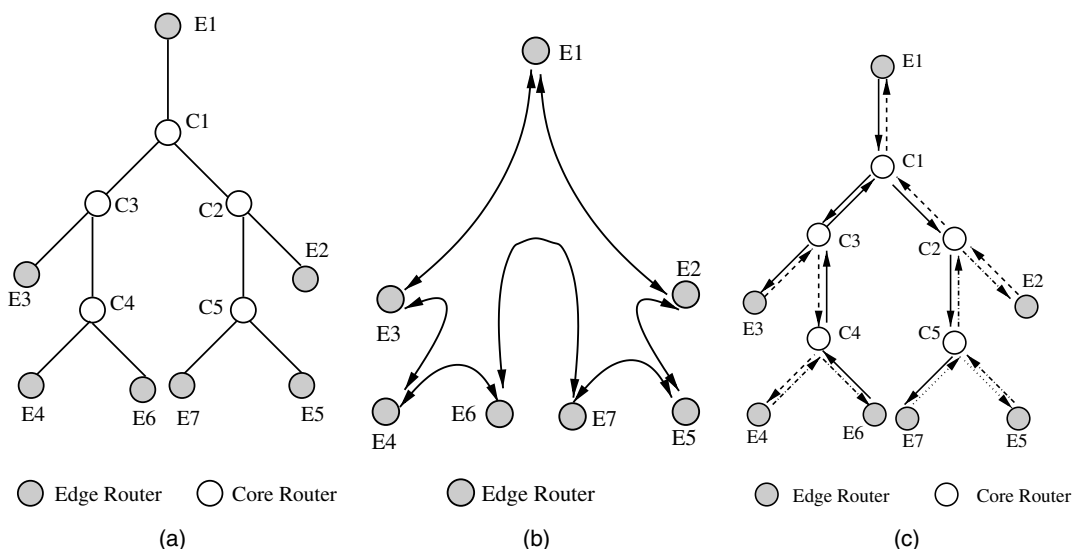 E1
C1
C3
C2
E2
E3
C4
C5
E4
E6
E7
E5
Edge Router
Core Router
(a)
E1
E2
E3
E4
E6
E7
E5
Edge Router
(b)
E1
C1
C3
C2
E2
E3
C4
C5
E4
E6
E7
E5
Edge Router
Core Router
(c)